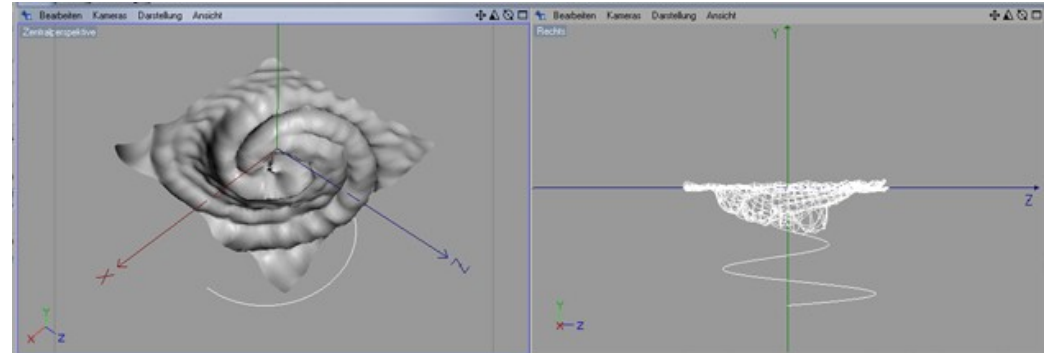 Bearbeiten Kameras Darstellung Ansicht
Zentralperspektive
X
Z
Y
X
Z
Bearbeiten Kameras Darstellung Ansicht
Rechts
Y
Z
Y
X
Z